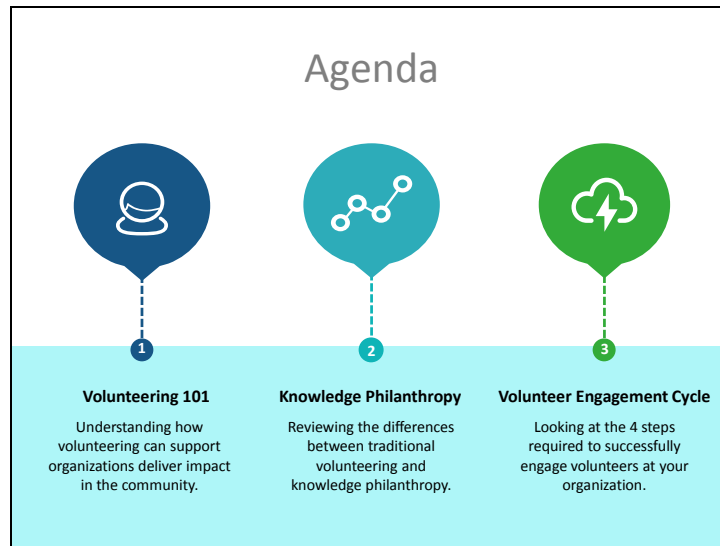 Agenda
1
2
3
Volunteering 101
Understanding how
volunteering can support
organizations deliver impact
in the community.
Knowledge Philanthropy
Reviewing the differences
between traditional
volunteering and
knowledge philanthropy.
Volunteer Engagement Cycle
Looking at the 4 steps
required to successfully
engage volunteers at your
organization.